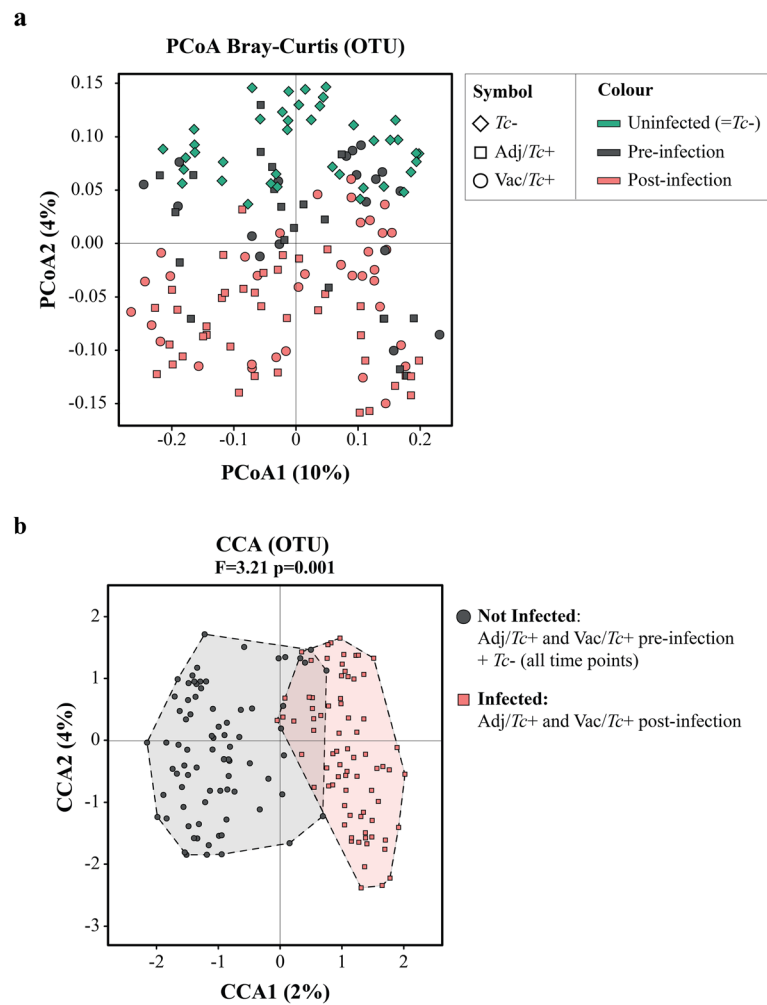 a
PCoA Bray-Curtis (OTU)
0.15
0.10
0.05
0.00
-0.05
-0.10
-0.15
PCoA2 (4%)
-0.2 -0.1 0 0.1 0.2
PCoA1 (10%)
Symbol Colour
Tc- Uninfected (=Tc-)
Adj/Tc+ Pre-infection
Vac/Tc+ Post-infection
b
CCA (OTU)
F=3.21 p=0.001
2
1
0
-1
-2
-3
CCA2 (4%)
-2 -1 0 1 2
CCA1 (2%)
Not Infected:
Adj/Tc+ and Vac/Tc+ pre-infection
+ Tc- (all time points)
Infected:
Adj/Tc+ and Vac/Tc+ post-infection